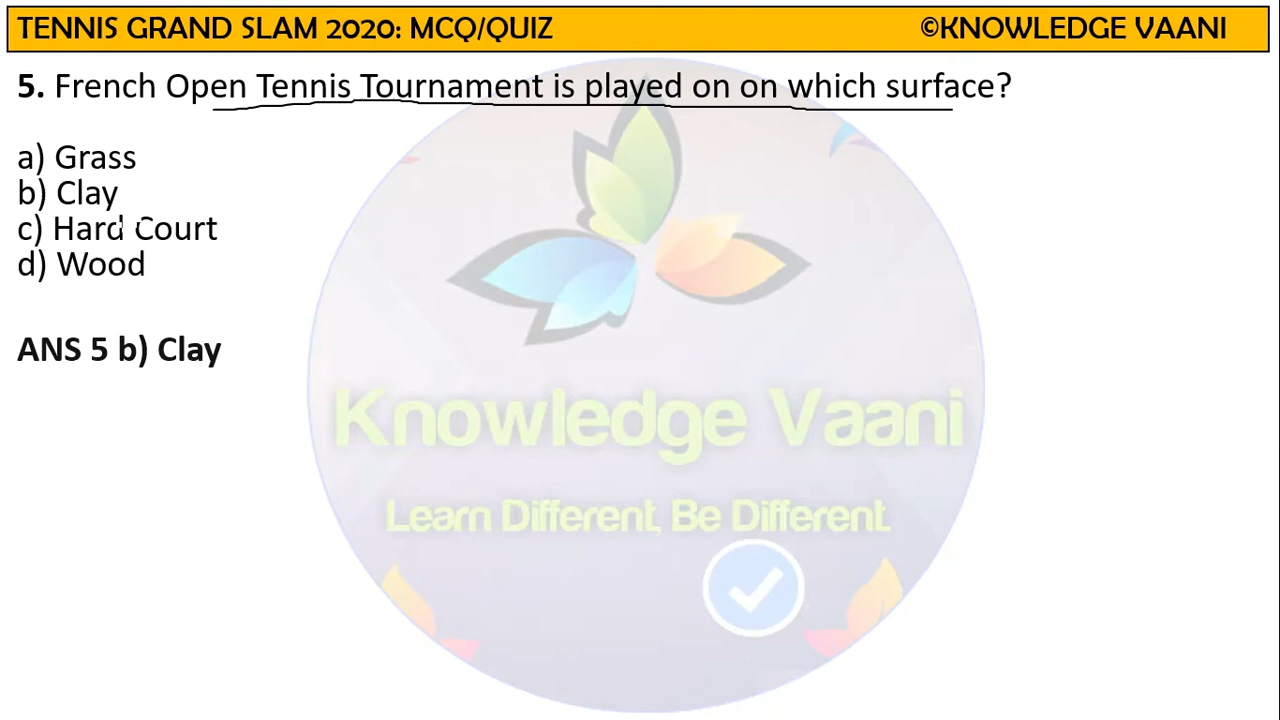 TENNIS GRAND SLAM 2020: MCQ/QUIZ ©KNOWLEDGE VAANI
5. French Open Tennis Tournament is played on on which surface?
a) Grass
b) Clay
c) Hard Court
d) Wood
ANS 5 b) Clay
Knowledge Vaani
Learn Different, Be Different